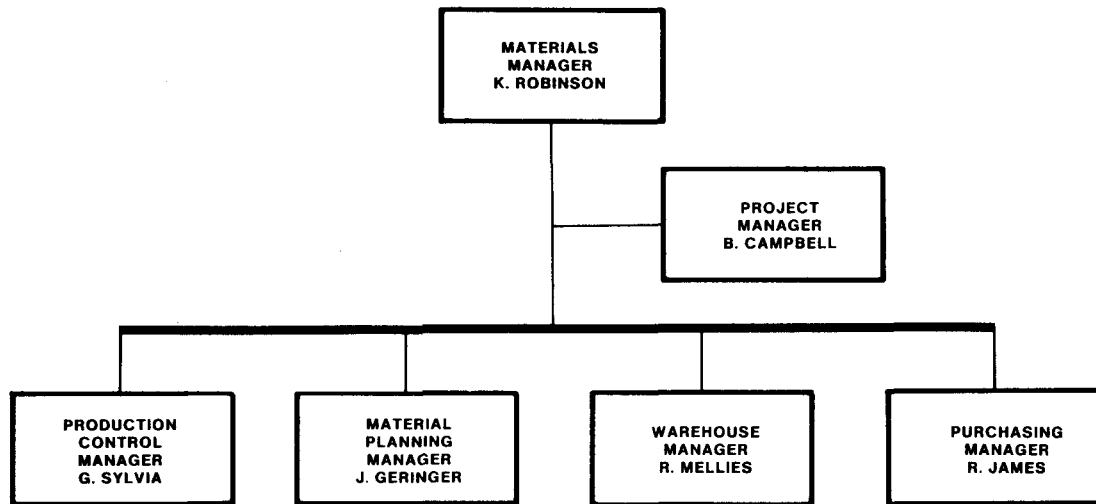 MATERIALS
MANAGER
K. ROBINSON
PROJECT
MANAGER
B. CAMPBELL
PRODUCTION
CONTROL
MANAGER
G. SYLVIA
MATERIAL
PLANNING
MANAGER
J. GERINGER
WAREHOUSE
MANAGER
R. MELLIES
PURCHASING
MANAGER
R. JAMES